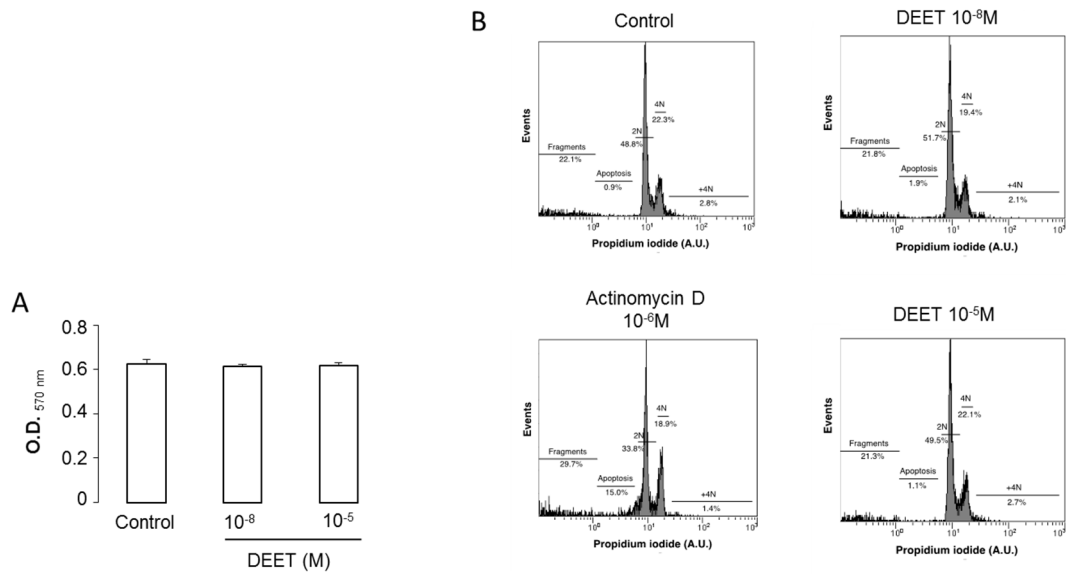 A
0.8
0.6
0.4
0.2
0
O.D. 570 nm
Control
10-8
10-5
DEET (M)
B
Control
Events
Fragments
22.1%
Apoptosis
0.9%
2N
48.8%
4N
22.3%
+4N
2.8%
10⁰
10¹
10²
10³
Propidium iodide (A.U.)
DEET 10-8M
Events
Fragments
21.8%
Apoptosis
1.9%
2N
51.7%
4N
19.4%
+4N
2.1%
10⁰
10¹
10²
10³
Propidium iodide (A.U.)
Actinomycin D
10-6M
Events
Fragments
29.7%
Apoptosis
15.0%
2N
33.8%
4N
18.9%
+4N
1.4%
10⁰
10¹
10²
10³
Propidium iodide (A.U.)
DEET 10-5M
Events
Fragments
21.3%
Apoptosis
1.1%
2N
49.5%
4N
22.1%
+4N
2.7%
10⁰
10¹
10²
10³
Propidium iodide (A.U.)